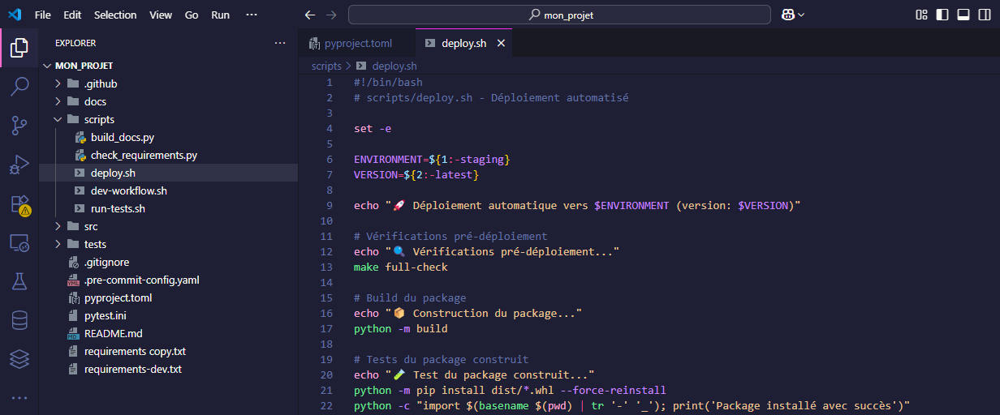 File Edit Selection View Go Run ···
mon_projet
EXPLORER
MON_PROJET
.github
docs
scripts
build_docs.py
check_requirements.py
deploy.sh
dev-workflow.sh
run-tests.sh
src
tests
.gitignore
.pre-commit-config.yaml
pyproject.toml
pytest.ini
README.md
requirements copy.txt
requirements-dev.txt
pyproject.toml deploy.sh
scripts > deploy.sh
1 #!/bin/bash
2 # scripts/deploy.sh - Déploiement automatisé
3
4 set -e
5
6 ENVIRONMENT=${1:-staging}
7 VERSION=${2:-latest}
8
9 echo "🚀 Déploiement automatique vers $ENVIRONMENT (version: $VERSION)"
10
11 # Vérifications pré-déploiement
12 echo "🔍 Vérifications pré-déploiement..."
13 make full-check
14
15 # Build du package
16 echo "📦 Construction du package..."
17 python -m build
18
19 # Tests du package construit
20 echo "🧪 Test du package construit..."
21 python -m pip install dist/*.whl --force-reinstall
22 python -c "import $(basename $(pwd) | tr '-' '_'); print('Package installé avec succès')"